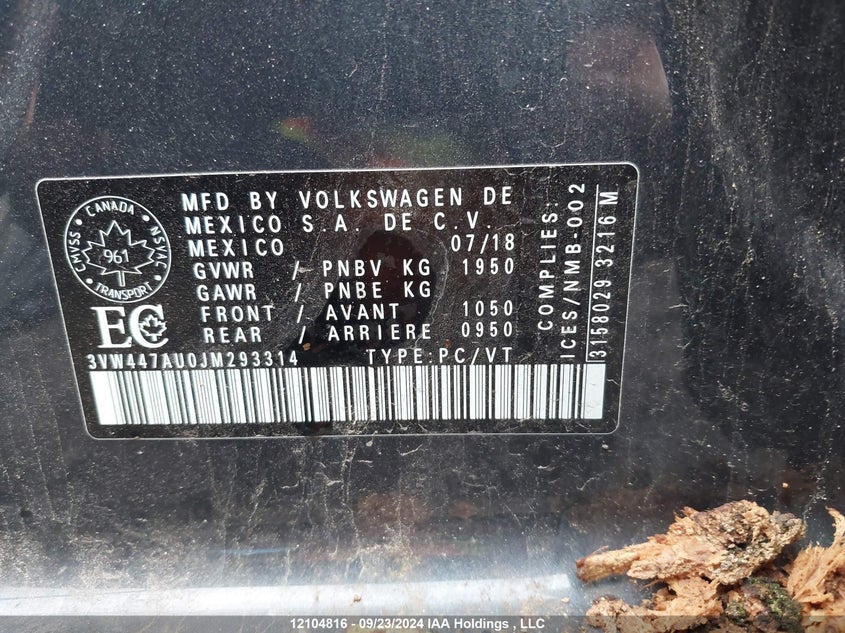 CANADA
CMVSS NSVAC
961
TRANSPORT
EC
MFD BY VOLKSWAGEN DE
MEXICO S.A. DE C.V.
MEXICO 07/18
GVWR / PNBV KG 1950
GAWR / PNBE KG
FRONT / AVANT 1050
REAR / ARRIERE 0950
3VW447AU0JM293314 TYPE:PC/VT
COMPLIES:
ICES/NMB-002
3158029 3216 M
12104816 - 09/23/2024 IAA Holdings , LLC